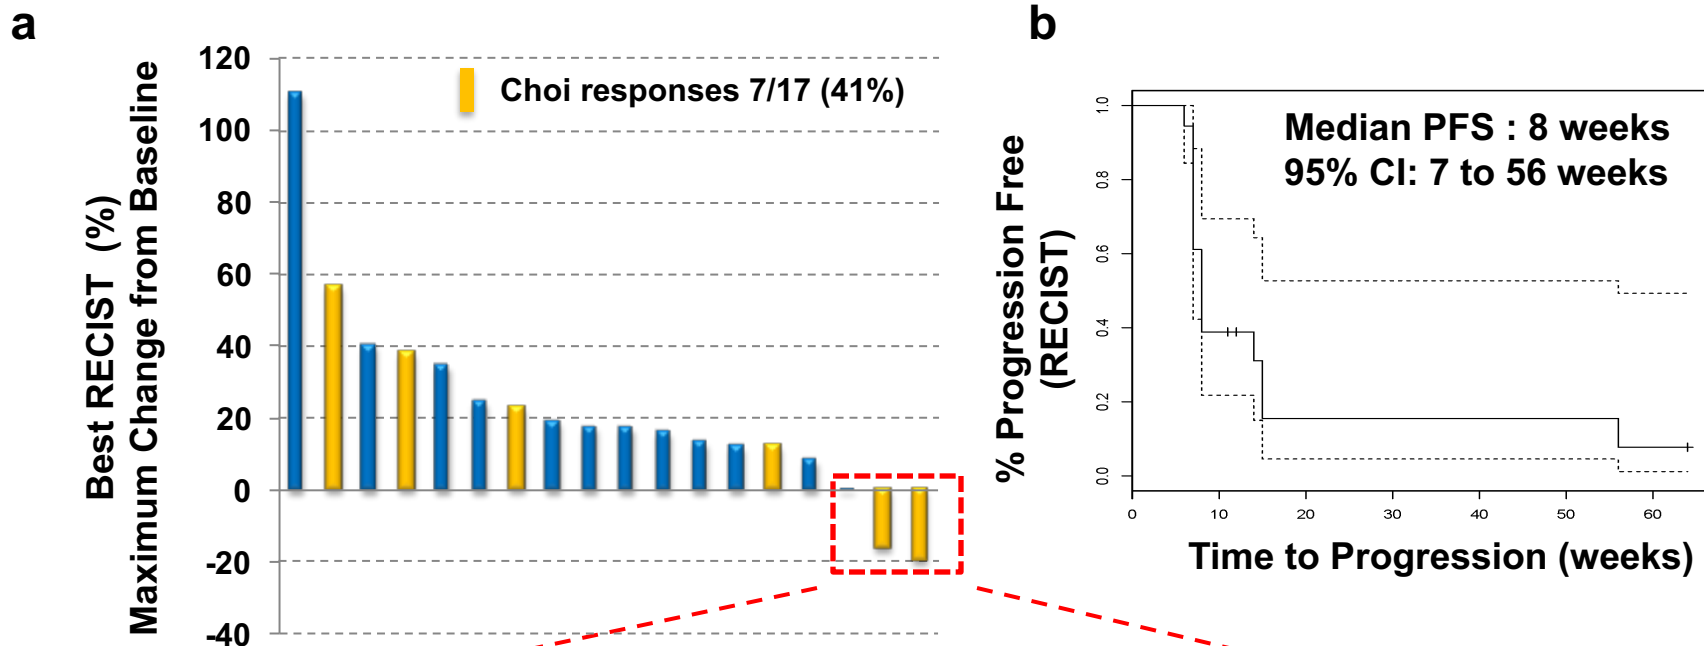 a
Best RECIST (%)
Maximum Change from Baseline
120
100
80
60
40
20
0
-20
-40
Choi responses 7/17 (41%)
b
% Progression Free
(RECIST)
1.0
0.8
0.6
0.4
0.2
0.0
Median PFS : 8 weeks
95% CI: 7 to 56 weeks
0 10 20 30 40 50 60
Time to Progression (weeks)